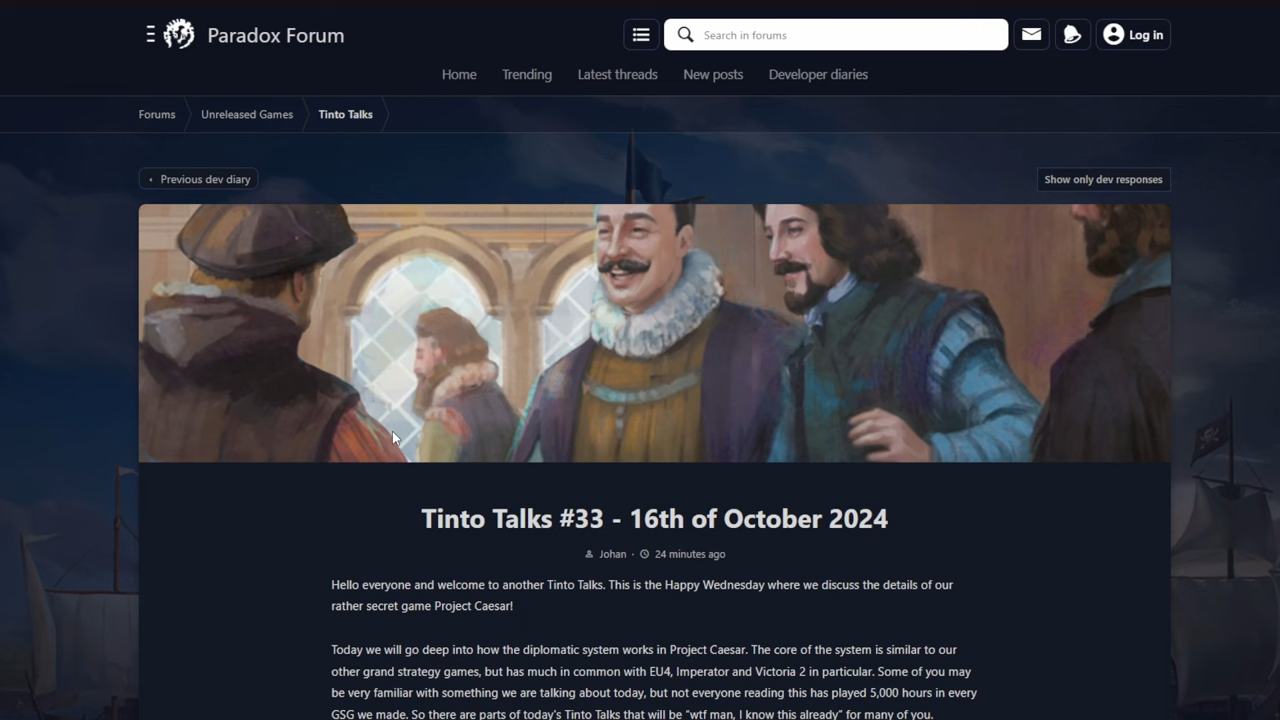 Paradox Forum
Search in forums
Log in
Home Trending Latest threads New posts Developer diaries
Forums Unreleased Games Tinto Talks
Previous dev diary
Show only dev responses
Tinto Talks #33 - 16th of October 2024
Johan · 24 minutes ago
Hello everyone and welcome to another Tinto Talks. This is the Happy Wednesday where we discuss the details of our
rather secret game Project Caesar!
Today we will go deep into how the diplomatic system works in Project Caesar. The core of the system is similar to our
other grand strategy games, but has much in common with EU4, Imperator and Victoria 2 in particular. Some of you may
be very familiar with something we are talking about today, but not everyone reading this has played 5,000 hours in every
GSG we made. So there are parts of today's Tinto Talks that will be "wtf man, I know this already" for many of you.